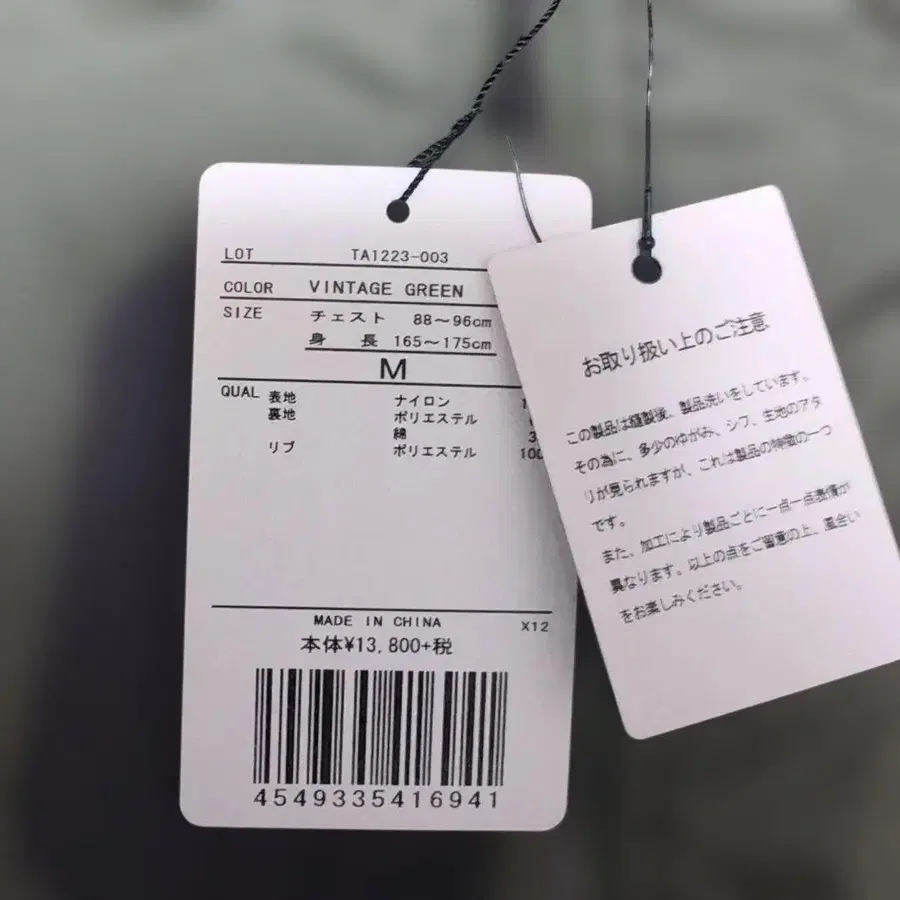 LOT TA1223-003
COLOR VINTAGE GREEN
SIZE チェスト 88～96cm
身 長 165～175cm
M
QUAL 表地 ナイロン
裏地 ポリエステル
綿 3
リブ ポリエステル 100
MADE IN CHINA X12
本体¥13,800+税
4549335416941
お取り扱い上のご注意
この製品は縫製後、製品洗いをしています。
その為に、多少のゆがみ、シワ、生地のアタ
リが見られますが、これは製品の特徴の一つ
です。
また、加工により製品ごとに一点一点表情が
異なります。以上の点をご留意の上、風合い
をお楽しみください。